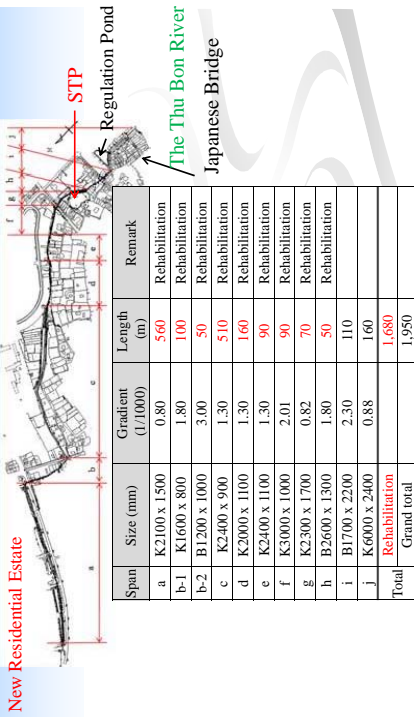 New Residential Estate
STP
Regulation Pond
The Thu Bon River
Japanese Bridge
a b c d e f g h i j
Span Size (mm) Gradient (1/1000) Length (m) Remark
a K2100 x 1500 0.80 560 Rehabilitation
b-1 K1600 x 800 1.80 100 Rehabilitation
b-2 B1200 x 1000 3.00 50 Rehabilitation
c K2400 x 900 1.30 510 Rehabilitation
d K2000 x 1100 1.30 160 Rehabilitation
e K2400 x 1100 1.30 90 Rehabilitation
f K3000 x 1000 2.01 90 Rehabilitation
g K2300 x 1700 0.82 70 Rehabilitation
h B2600 x 1300 1.80 50 Rehabilitation
i B1700 x 2200 2.30 110
j K6000 x 2400 0.88 160
Total Rehabilitation 1,680
Grand total 1,950